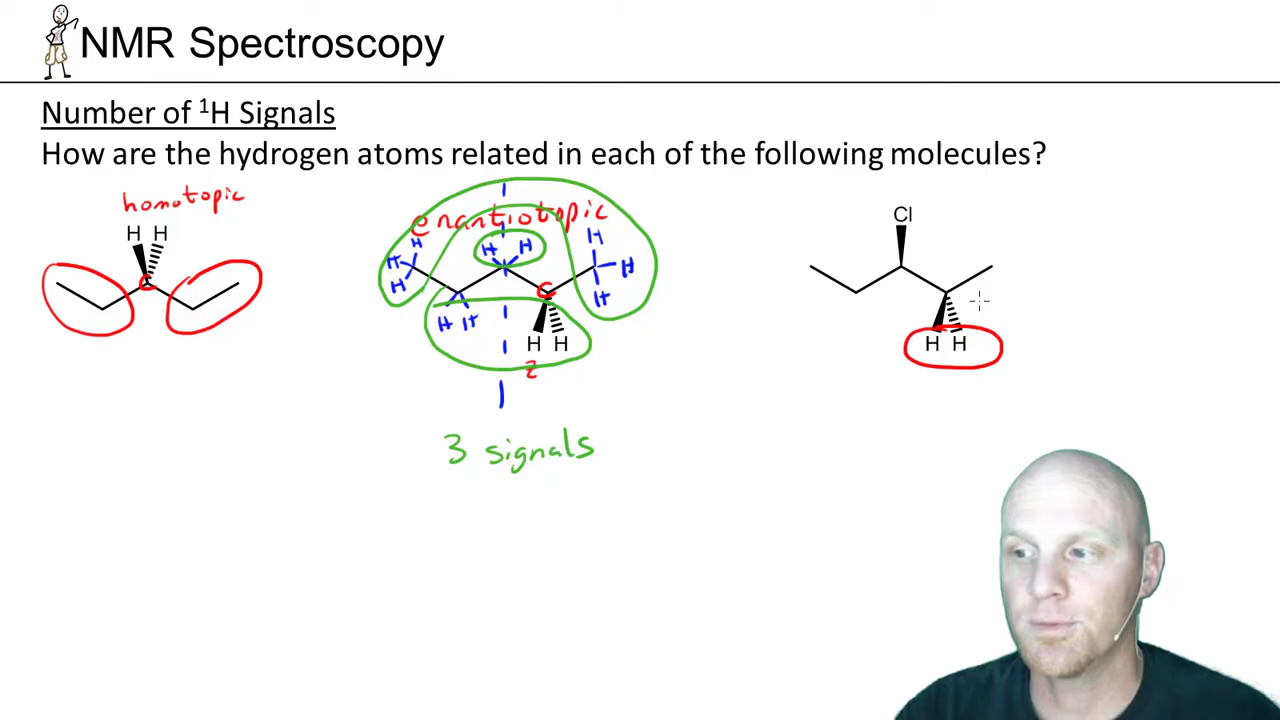 NMR Spectroscopy
Number of ¹H Signals
How are the hydrogen atoms related in each of the following molecules?
homotopic
H H
C
enantiotopic
H H H H
H H H
H H
C
H H
H H
2
3 signals
Cl
H H